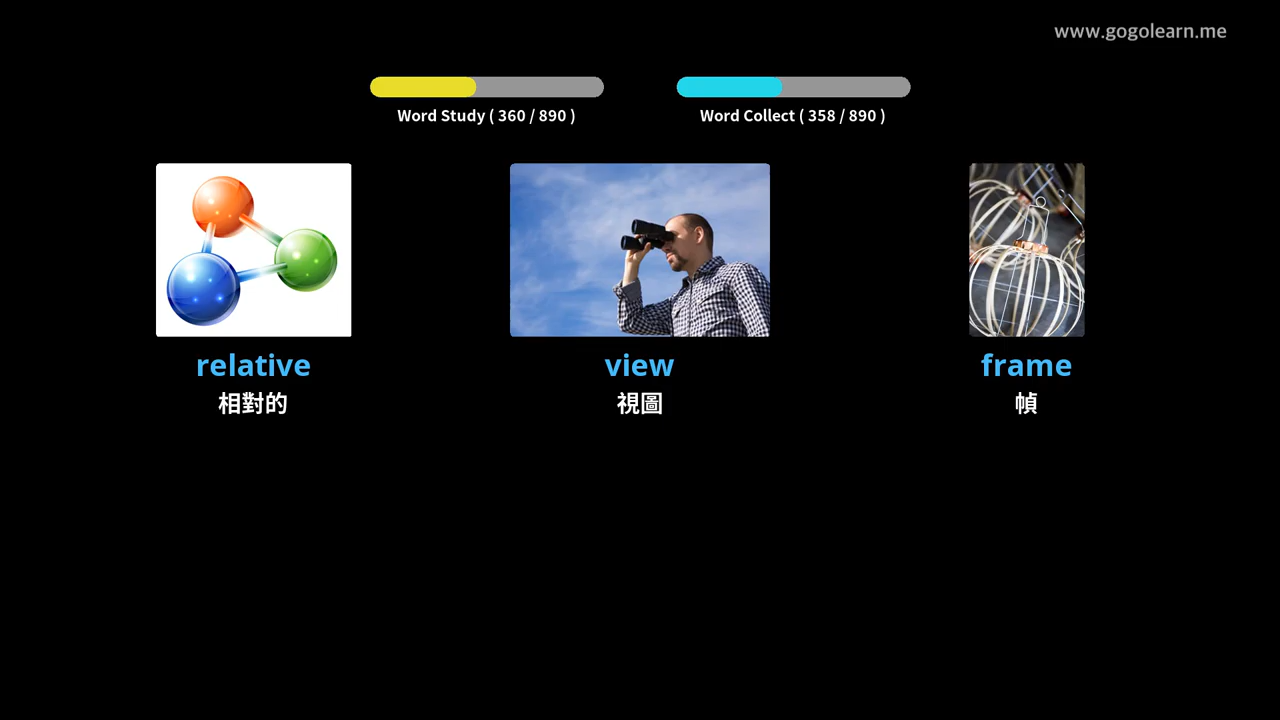 www.gogolearn.me
Word Study ( 360 / 890 )
Word Collect ( 358 / 890 )
relative
view
frame
相對的
視圖
幀